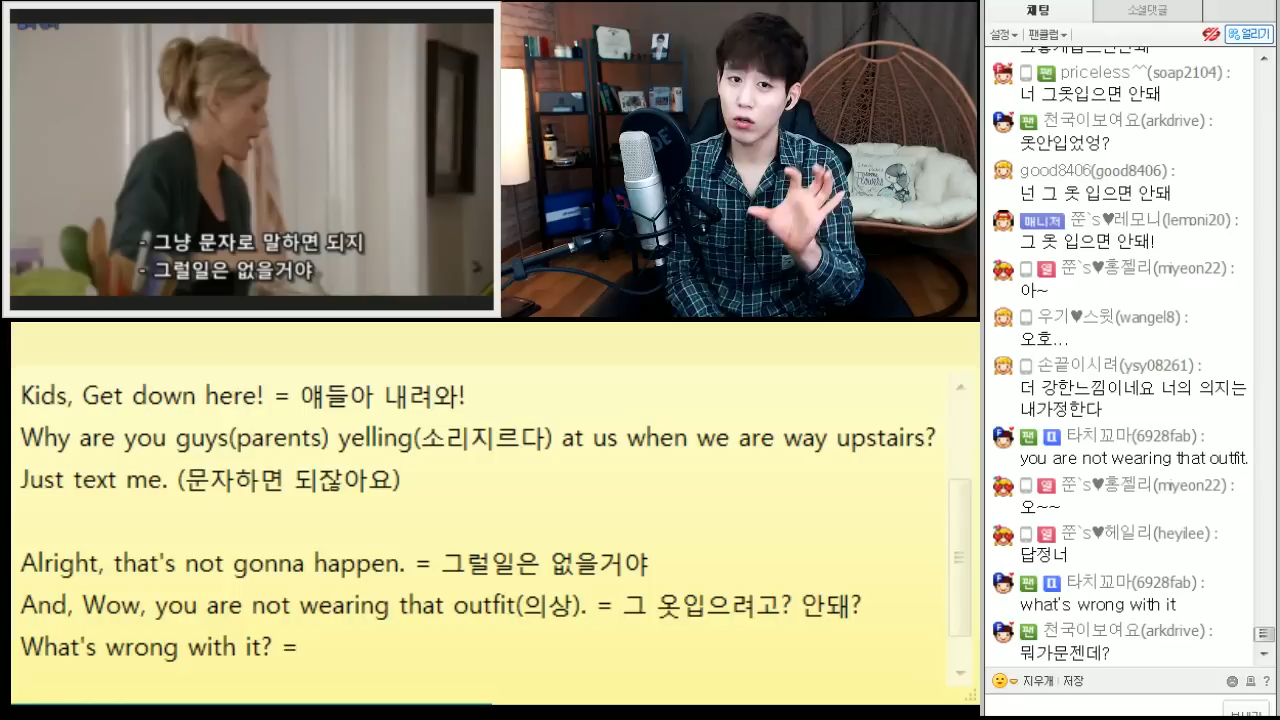 - 그냥 문자로 말하면 되지
- 그럴일은 없을거야
Kids, Get down here! = 얘들아 내려와!
Why are you guys(parents) yelling(소리지르다) at us when we are way upstairs?
Just text me. (문자하면 되잖아요)
Alright, that's not gonna happen. = 그럴일은 없을거야
And, Wow, you are not wearing that outfit(의상). = 그 옷입으려고? 안돼?
What's wrong with it? =
채팅
소셜댓글
설정
팬클럽
얼리기
팬 priceless^^(soap2104) :
너 그옷입으면 안돼
팬 천국이보여요(arkdrive) :
옷안입었엉?
good8406(good8406) :
넌 그 옷 입으면 안돼
매니저 쭌`s♥레모니(lemoni20) :
그 옷 입으면 안돼!
열 쭌`s♥홍젤리(miyeon22) :
아~
우기♥스윗(wangel8) :
오호...
손끝이시려(ysy08261) :
더 강한느낌이네요 너의 의지는
내가정한다
팬 타치꼬마(6928fab) :
you are not wearing that outfit.
열 쭌`s♥홍젤리(miyeon22) :
오~~
열 쭌`s♥헤일리(heyilee) :
답정너
팬 타치꼬마(6928fab) :
what's wrong with it
팬 천국이보여요(arkdrive) :
뭐가문젠데?
지우개 | 저장
?